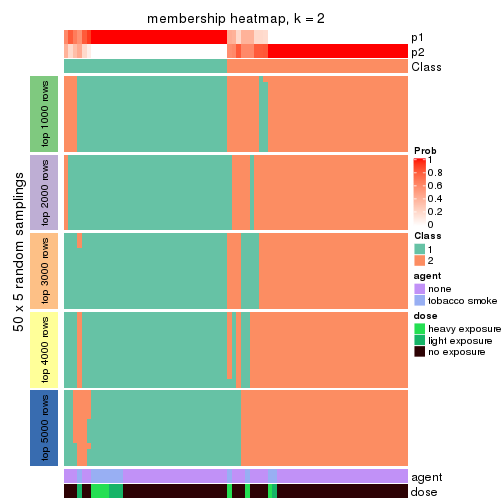 membership heatmap, k = 2
p1
p2
Class
50 x 5 random samplings
top 1000 rows
top 2000 rows
top 3000 rows
top 4000 rows
top 5000 rows
agent
dose
Prob
1
0.8
0.6
0.4
0.2
0
Class
1
2
agent
none
tobacco smoke
dose
heavy exposure
light exposure
no exposure